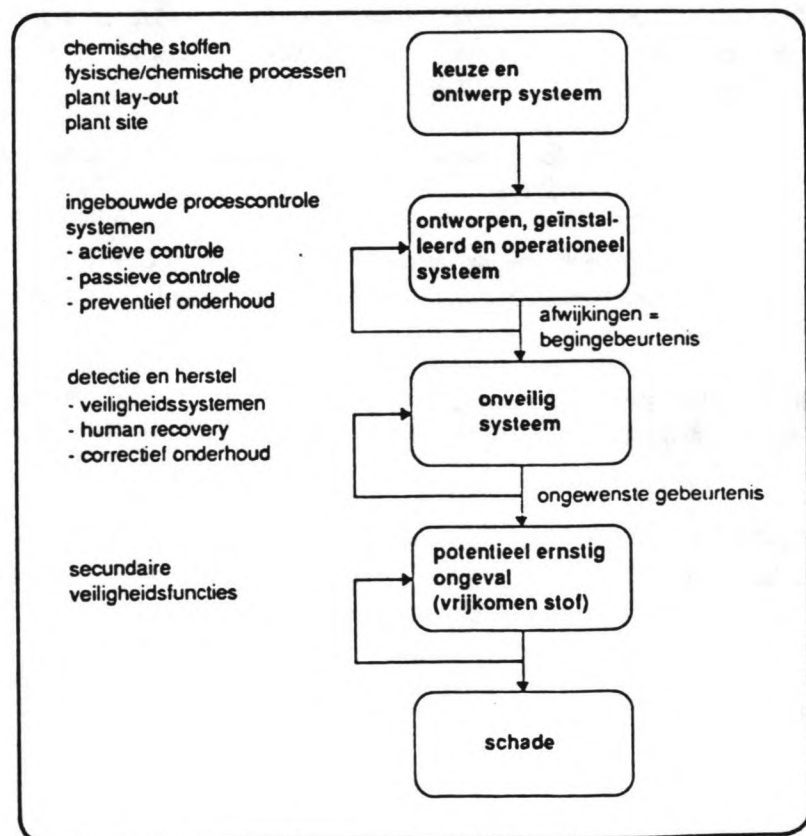 chemische stoffen
fysische/chemische processen
plant lay-out
plant site
keuze en
ontwerp systeem
ingebouwde procescontrole
systemen
- actieve controle
- passieve controle
- preventief onderhoud
ontworpen, geïnstal-
leerd en operationeel
systeem
afwijkingen =
begingebeurtenis
detectie en herstel
- veiligheidssystemen
- human recovery
- correctief onderhoud
onveilig
systeem
ongewenste gebeurtenis
secundaire
veiligheidsfuncties
potentieel ernstig
ongeval
(vrijkomen stof)
schade